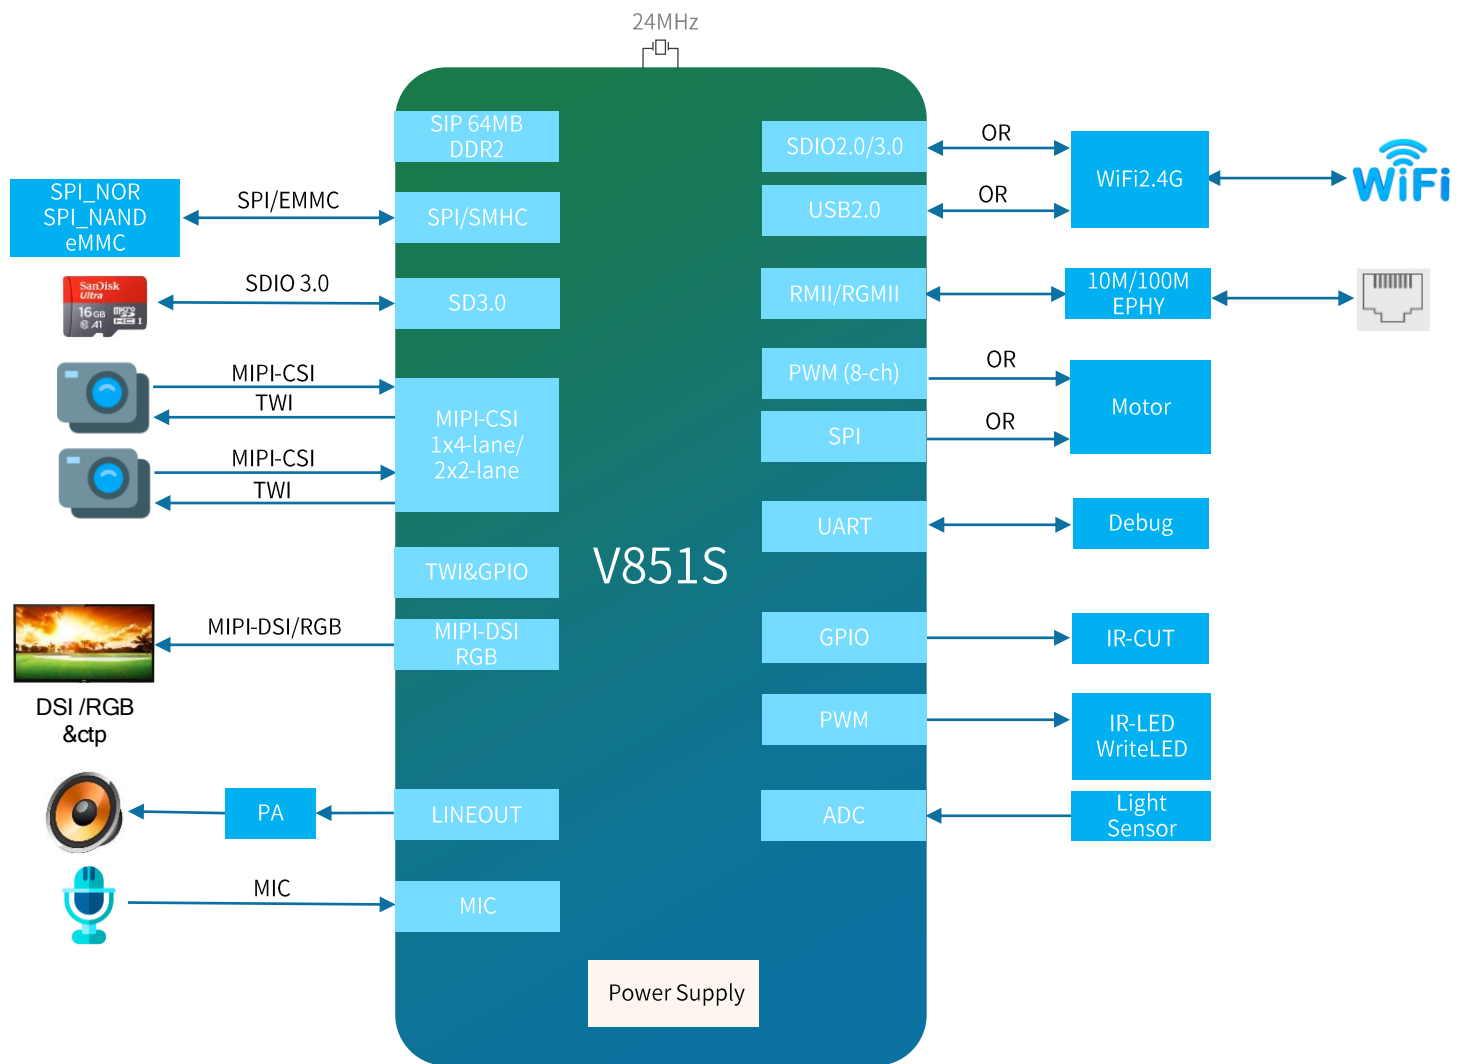 24MHz
SIP 64MB
DDR2
SPI_NOR
SPI_NAND
eMMC
SPI/EMMC
SPI/SMHC
SanDisk
Ultra
16GB
micro
HC I
A1
SDIO 3.0
SD3.0
MIPI-CSI
TWI
MIPI-CSI
TWI
MIPI-CSI
1x4-lane/
2x2-lane
TWI&GPIO
MIPI-DSI/RGB
MIPI-DSI
RGB
DSI /RGB
&ctp
PA
LINEOUT
MIC
MIC
V851S
Power Supply
SDIO2.0/3.0
OR
USB2.0
OR
WiFi2.4G
WiFi
RMII/RGMII
10M/100M
EPHY
PWM (8-ch)
OR
SPI
OR
Motor
UART
Debug
GPIO
IR-CUT
PWM
IR-LED
WriteLED
ADC
Light
Sensor